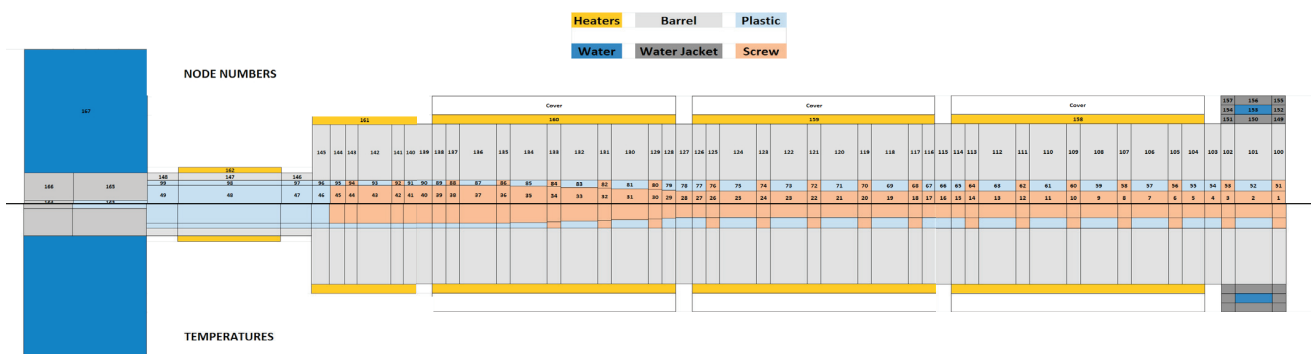 Heaters Barrel Plastic
Water Water Jacket Screw
NODE NUMBERS
Cover Cover Cover 157 156 155
167 154 158 152
161 160 159 158 151 150 149
145 144 143 142 141 140 139 138 137 136 135 134 133 132 131 130 129 128 127 126 125 124 123 122 121 120 119 118 117 116 115 114 113 112 111 110 109 108 107 106 105 104 103 102 101 100
162
148 147 146
166 165 99 98 97 96 95 94 93 92 91 90 89 88 87 86 85 84 83 82 81 80 79 78 77 76 75 74 73 72 71 70 69 68 67 66 65 64 63 62 61 60 59 58 57 56 55 54 53 52 51
49 48 47 46 45 44 43 42 41 40 39 38 37 36 35 34 33 32 31 30 29 28 27 26 25 24 23 22 21 20 19 18 17 16 15 14 13 12 11 10 9 8 7 6 5 4 3 2 1
TEMPERATURES